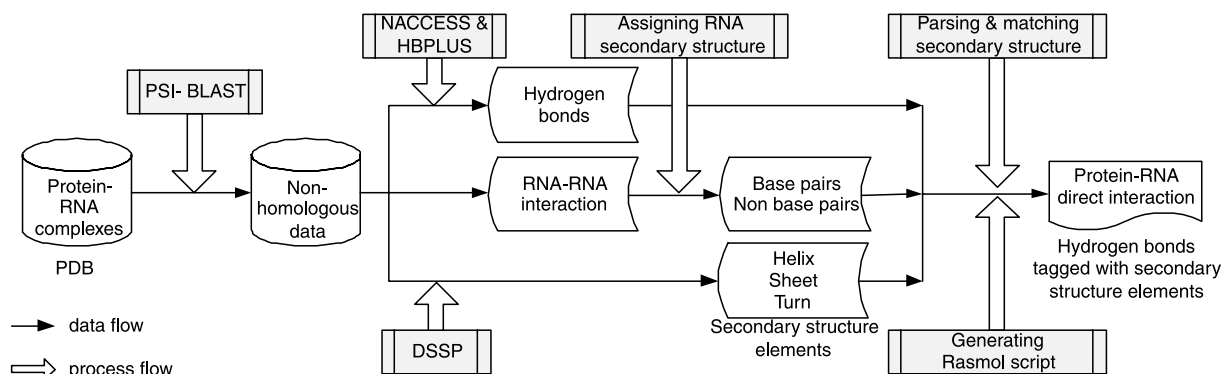 NACCESS &
HBPLUS
Assigning RNA
secondary structure
Parsing & matching
secondary structure
PSI- BLAST
Hydrogen
bonds
Protein-
RNA
complexes
PDB
Non-
homologous
data
RNA-RNA
interaction
Base pairs
Non base pairs
Protein-RNA
direct interaction
Hydrogen bonds
tagged with secondary
structure elements
Helix
Sheet
Turn
Secondary structure
elements
data flow
process flow
DSSP
Generating
Rasmol script